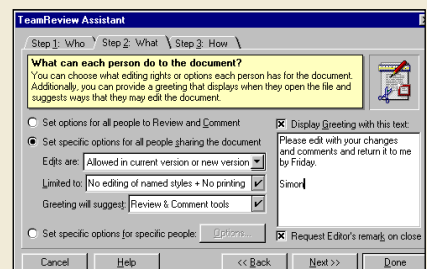 TeamReview Assistant
Step 1: Who
Step 2: What
Step 3: How
What can each person do to the document?
You can choose what editing rights or options each person has for the document.
Additionally, you can provide a greeting that displays when they open the file and
suggests ways that they may edit the document.
Set options for all people to Review and Comment
Set specific options for all people sharing the document
Edits are: Allowed in current version or new version
Limited to: No editing of named styles + No printing
Greeting will suggest: Review & Comment tools
Set specific options for specific people: Options...
Display Greeting with this text:
Please edit with your changes
and comments and return it to me
by Friday.
Simon
Request Editor's remark on close
Cancel
Help
<< Back
Next >>
Done